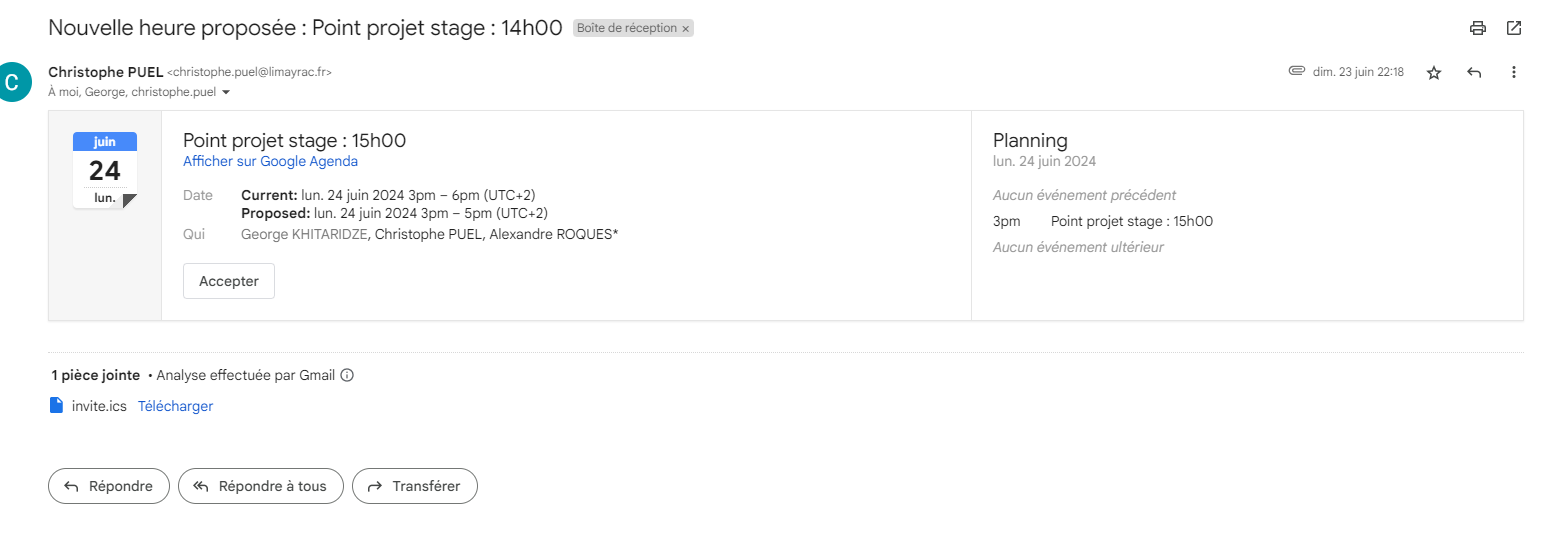 Nouvelle heure proposée : Point projet stage : 14h00 Boîte de réception ×
C
Christophe PUEL <christophe.puel@limayrac.fr>
dim. 23 juin 22:18
À moi, George, christophe.puel
juin
24
lun.
Point projet stage : 15h00
Afficher sur Google Agenda
Date Current: lun. 24 juin 2024 3pm – 6pm (UTC+2)
Proposed: lun. 24 juin 2024 3pm – 5pm (UTC+2)
Qui George KHITARIDZE, Christophe PUEL, Alexandre ROQUES*
Accepter
Planning
lun. 24 juin 2024
Aucun événement précédent
3pm Point projet stage : 15h00
Aucun événement ultérieur
1 pièce jointe • Analyse effectuée par Gmail
invite.ics Télécharger
Répondre Répondre à tous Transférer